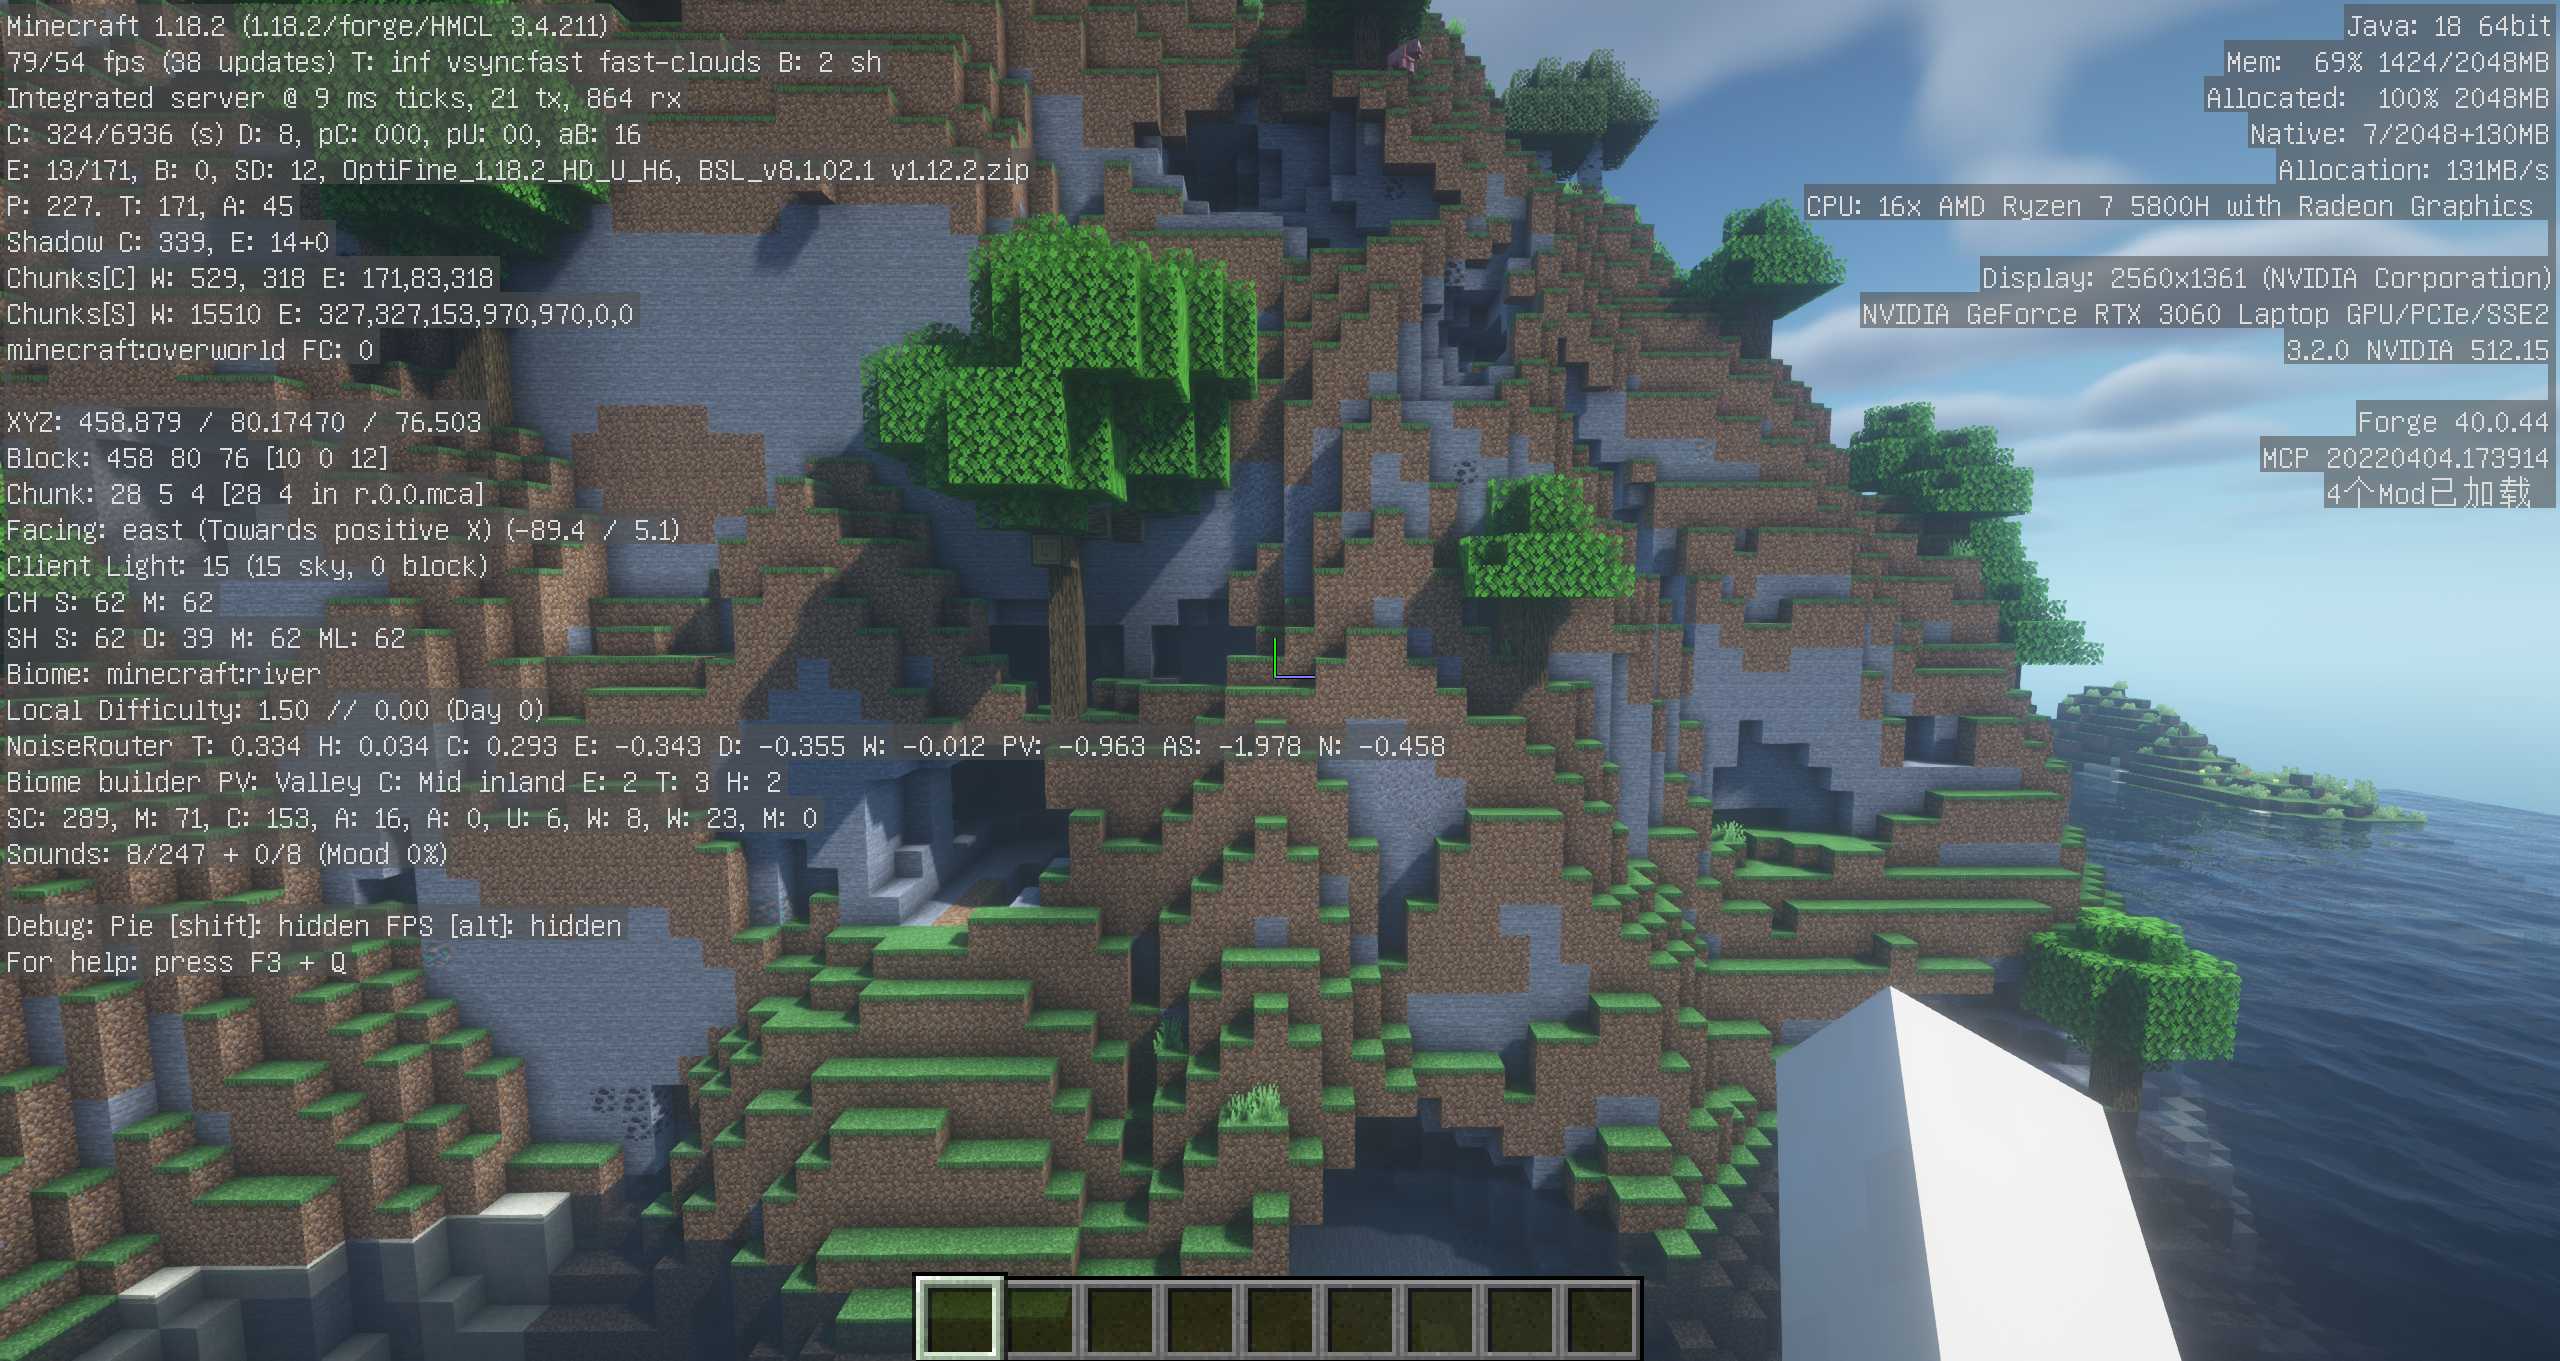 Minecraft 1.18.2 (1.18.2/forge/HMCL 3.4.211)
79/54 fps (38 updates) T: inf vsyncfast fast-clouds B: 2 sh
Integrated server @ 9 ms ticks, 21 tx, 864 rx
C: 324/6936 (s) D: 8, pC: 000, pU: 00, aB: 16
E: 13/171, B: 0, SD: 12, OptiFine_1.18.2_HD_U_H6, BSL_v8.1.02.1 v1.12.2.zip
P: 227. T: 171, A: 45
Shadow C: 339, E: 14+0
Chunks[C] W: 529, 318 E: 171,83,318
Chunks[S] W: 15510 E: 327,327,153,970,970,0,0
minecraft:overworld FC: 0
XYZ: 458.879 / 80.17470 / 76.503
Block: 458 80 76 [10 0 12]
Chunk: 28 5 4 [28 4 in r.0.0.mca]
Facing: east (Towards positive X) (-89.4 / 5.1)
Client Light: 15 (15 sky, 0 block)
CH S: 62 M: 62
SH S: 62 O: 39 M: 62 ML: 62
Biome: minecraft:river
Local Difficulty: 1.50 // 0.00 (Day 0)
NoiseRouter T: 0.334 H: 0.034 C: 0.293 E: -0.343 D: -0.355 W: -0.012 PV: -0.963 AS: -1.978 N: -0.458
Biome builder PV: Valley C: Mid inland E: 2 T: 3 H: 2
SC: 289, M: 71, C: 153, A: 16, A: 0, U: 6, W: 8, W: 23, M: 0
Sounds: 8/247 + 0/8 (Mood 0%)
Debug: Pie [shift]: hidden FPS [alt]: hidden
For help: press F3 + Q
Java: 18 64bit
Mem: 69% 1424/2048MB
Allocated: 100% 2048MB
Native: 7/2048+130MB
Allocation: 131MB/s
CPU: 16x AMD Ryzen 7 5800H with Radeon Graphics
Display: 2560x1361 (NVIDIA Corporation)
NVIDIA GeForce RTX 3060 Laptop GPU/PCIe/SSE2
3.2.0 NVIDIA 512.15
Forge 40.0.44
MCP 20220404.173914
4个Mod已加载